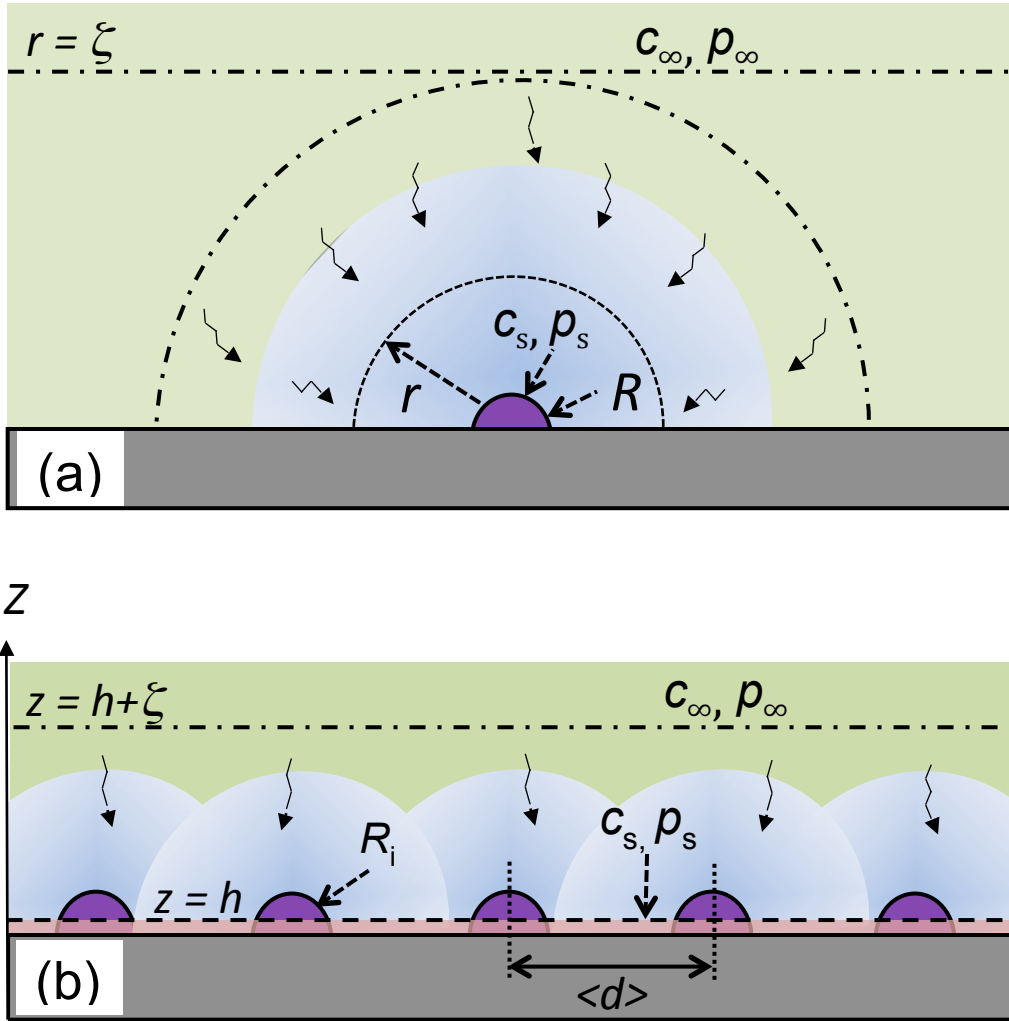 r = ζ
c∞, p∞
cs, ps
r
R
(a)
z
z = h+ζ
c∞, p∞
Ri
cs, ps
z = h
(b)
<d>